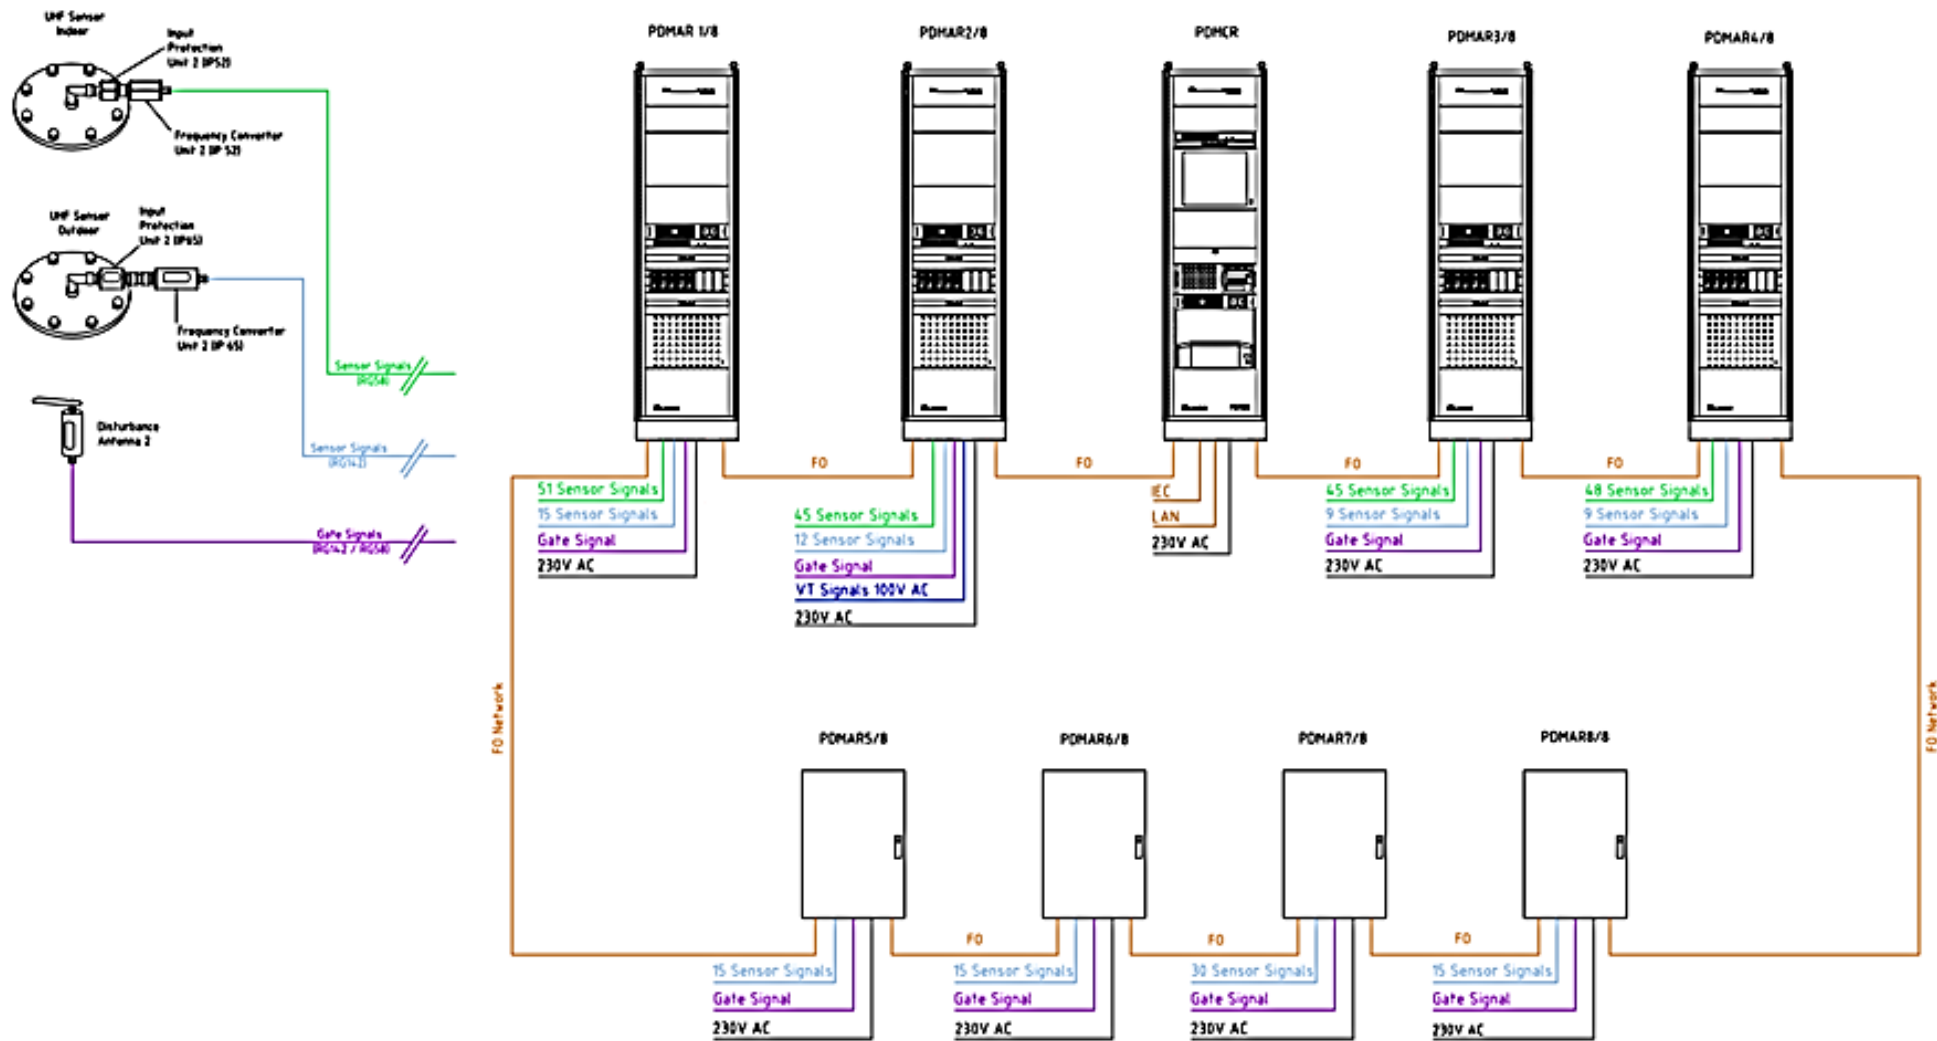 UHF Sensor
Indoor
Input
Protection
Unit 2 (IP52)
Frequency Converter
Unit 2 (IP 52)
UHF Sensor
Outdoor
Input
Protection
Unit 2 (IP65)
Frequency Converter
Unit 2 (IP 65)
Disturbance
Antenna 2
Sensor Signals
(RG58)
Sensor Signals
(RG142)
Gate Signals
(RG142 / RG58)
PDMAR 1/8
PDMAR2/8
PDMCR
PDMAR3/8
PDMAR4/8
FO
FO
FO
FO
51 Sensor Signals
15 Sensor Signals
Gate Signal
230V AC
45 Sensor Signals
12 Sensor Signals
Gate Signal
VT Signals 100V AC
230V AC
IEC
LAN
230V AC
45 Sensor Signals
9 Sensor Signals
Gate Signal
230V AC
48 Sensor Signals
9 Sensor Signals
Gate Signal
230V AC
FO Network
FO Network
PDMAR5/8
PDMAR6/8
PDMAR7/8
PDMAR8/8
FO
FO
FO
15 Sensor Signals
Gate Signal
230V AC
15 Sensor Signals
Gate Signal
230V AC
30 Sensor Signals
Gate Signal
230V AC
15 Sensor Signals
Gate Signal
230V AC